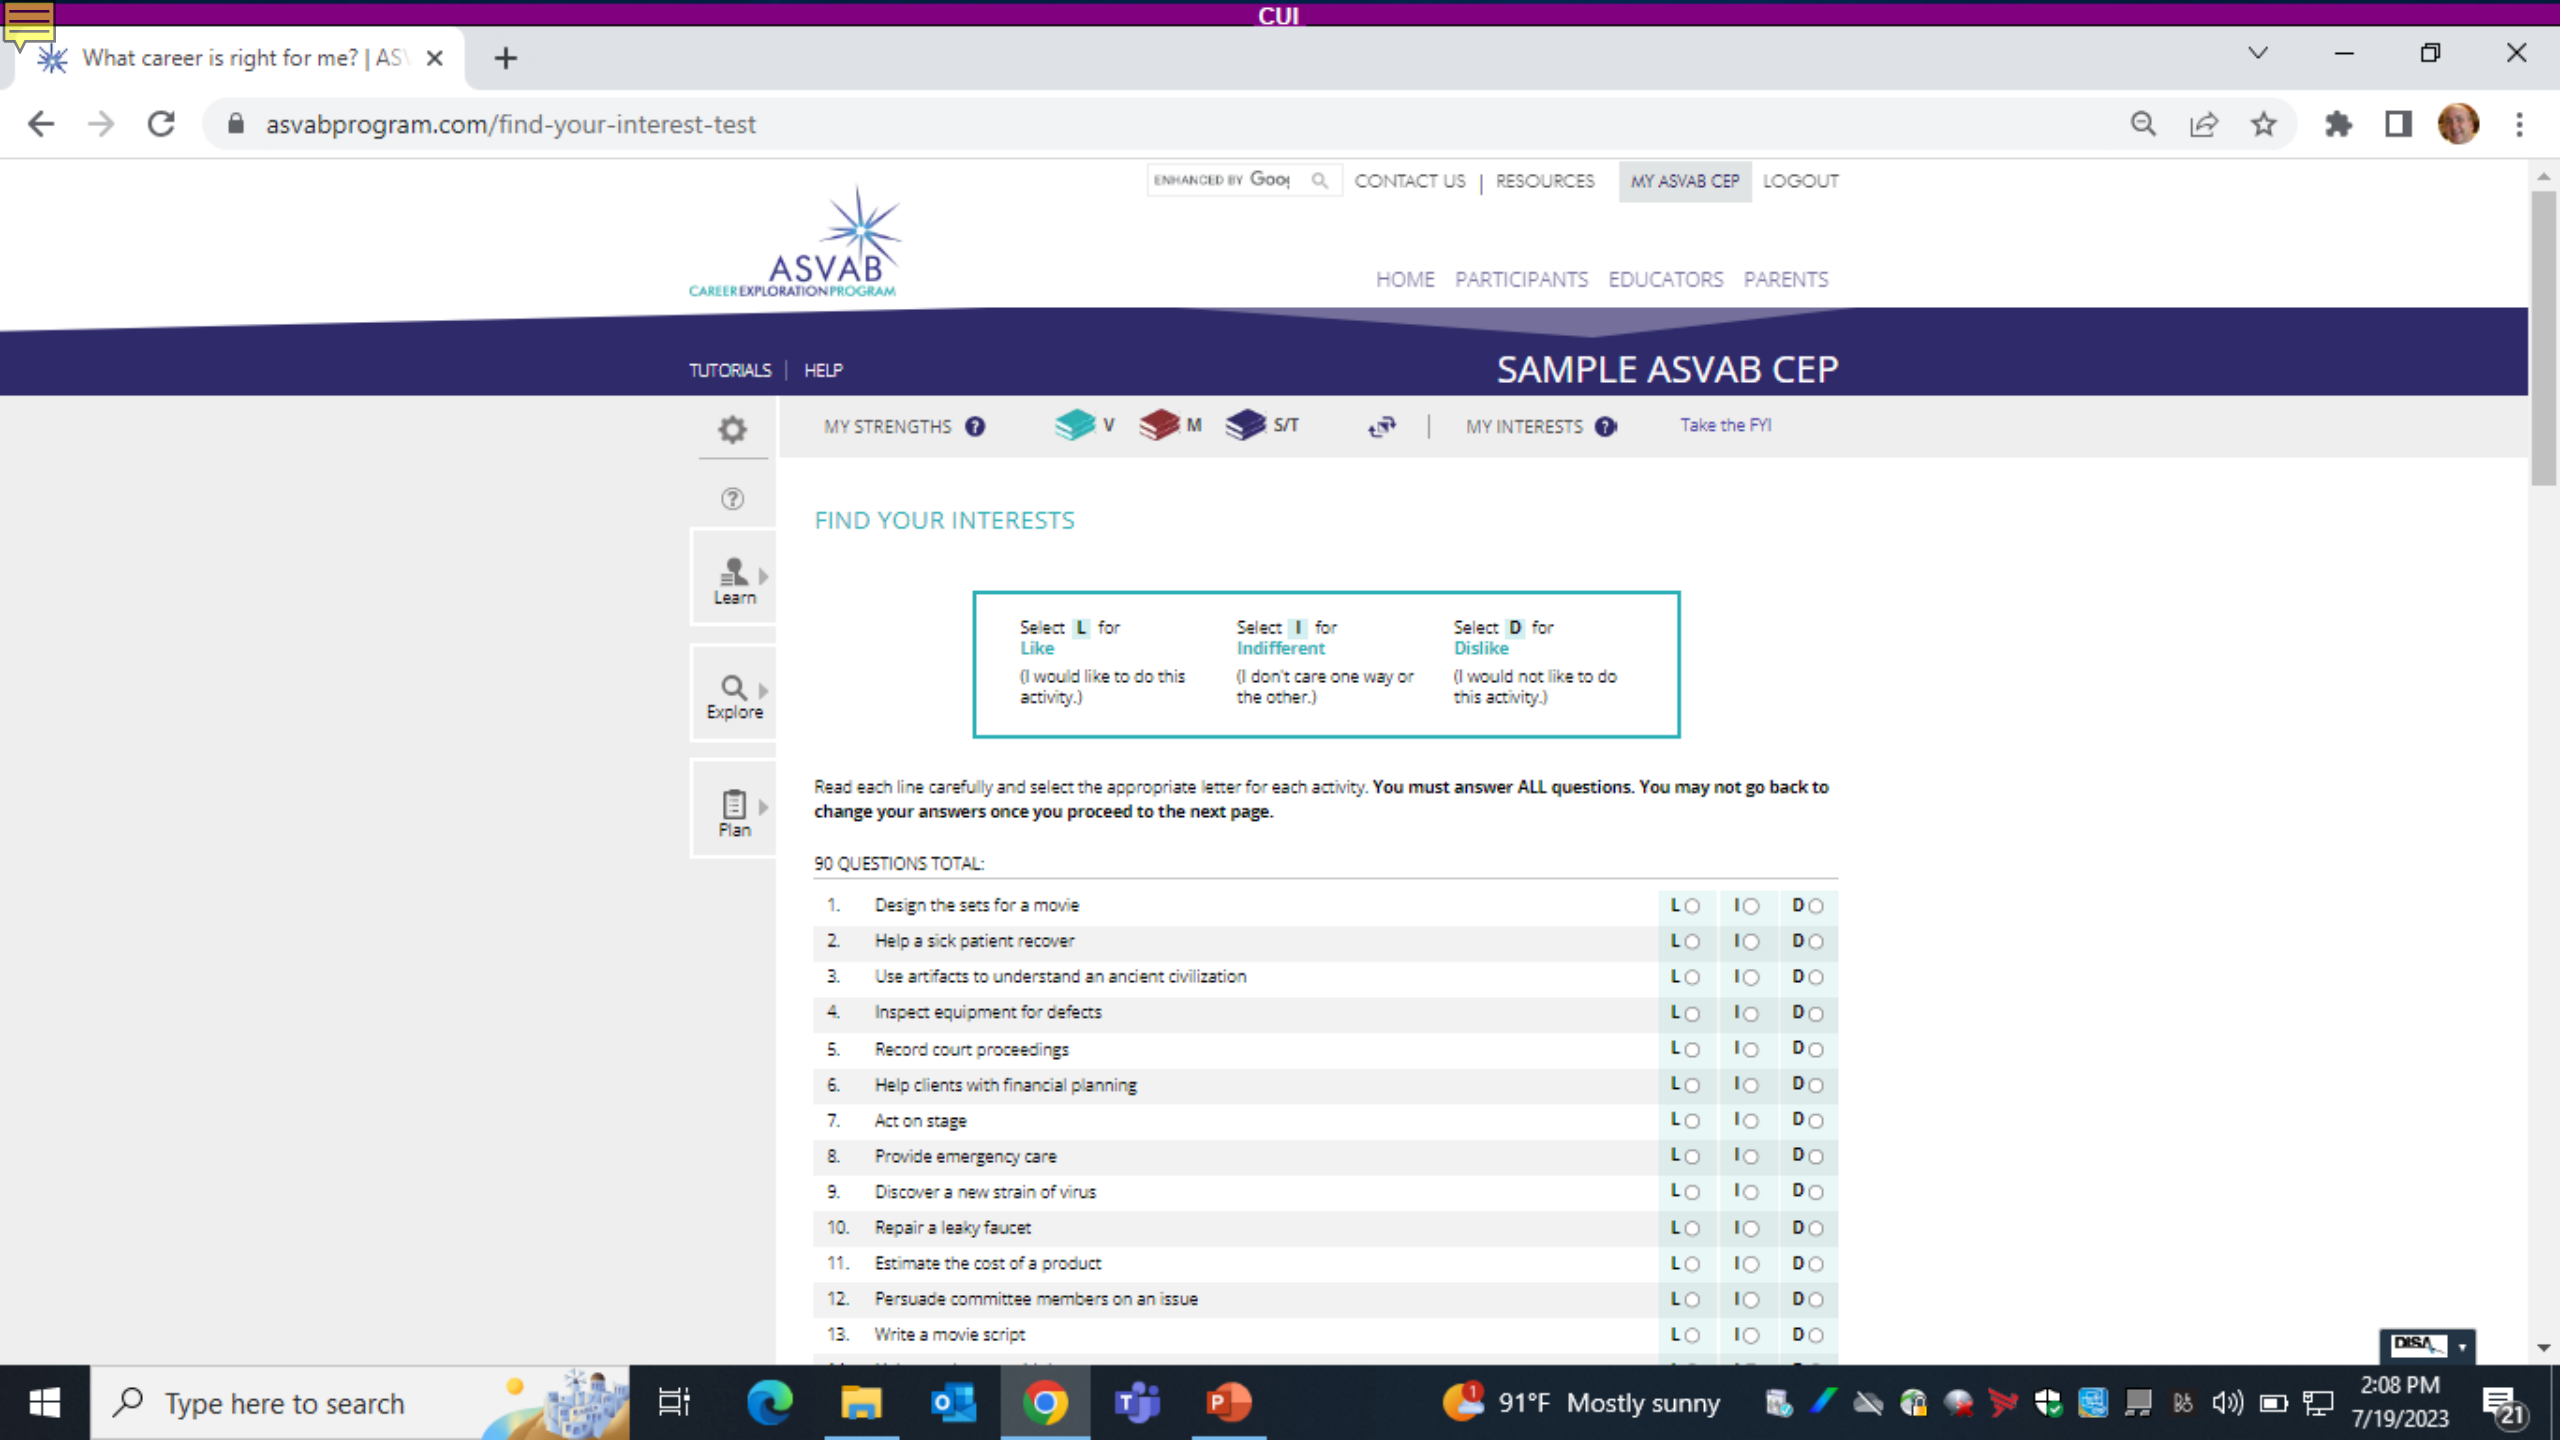 CUI
What career is right for me? | AS
asvabprogram.com/find-your-interest-test
ENHANCED BY Goog CONTACT US | RESOURCES MY ASVAB CEP LOGOUT
ASVAB
CAREER EXPLORATION PROGRAM
HOME PARTICIPANTS EDUCATORS PARENTS
TUTORIALS | HELP SAMPLE ASVAB CEP
MY STRENGTHS ? V M S/T | MY INTERESTS ? Take the FYI
?
Learn
Explore
Plan
FIND YOUR INTERESTS
Select L for Select I for Select D for
Like Indifferent Dislike
(I would like to do this (I don't care one way or (I would not like to do
activity.) the other.) this activity.)
Read each line carefully and select the appropriate letter for each activity. You must answer ALL questions. You may not go back to
change your answers once you proceed to the next page.
90 QUESTIONS TOTAL:
1. Design the sets for a movie L I D
2. Help a sick patient recover L I D
3. Use artifacts to understand an ancient civilization L I D
4. Inspect equipment for defects L I D
5. Record court proceedings L I D
6. Help clients with financial planning L I D
7. Act on stage L I D
8. Provide emergency care L I D
9. Discover a new strain of virus L I D
10. Repair a leaky faucet L I D
11. Estimate the cost of a product L I D
12. Persuade committee members on an issue L I D
13. Write a movie script L I D
DISA
Type here to search
1 91°F Mostly sunny
2:08 PM
7/19/2023
21